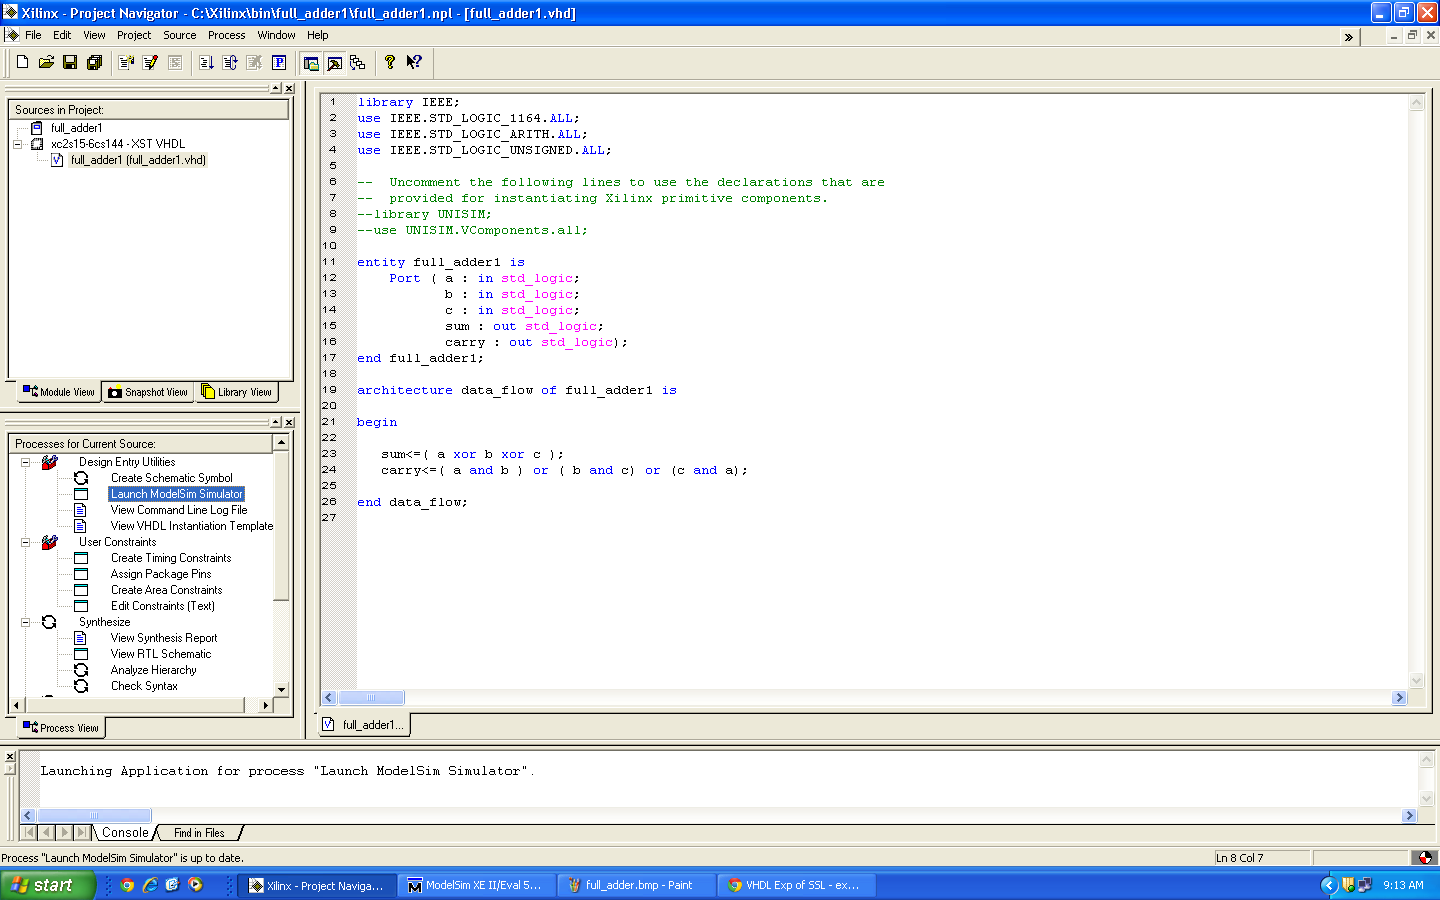 Xilinx - Project Navigator - C:\Xilinx\bin\full_adder1\full_adder1.npl - [full_adder1.vhd]
File Edit View Project Source Process Window Help
Sources in Project:
full_adder1
xc2s15-6cs144 - XST VHDL
full_adder1 (full_adder1.vhd)
Module View Snapshot View Library View
Processes for Current Source:
Design Entry Utilities
Create Schematic Symbol
Launch ModelSim Simulator
View Command Line Log File
View VHDL Instantiation Template
User Constraints
Create Timing Constraints
Assign Package Pins
Create Area Constraints
Edit Constraints (Text)
Synthesize
View Synthesis Report
View RTL Schematic
Analyze Hierarchy
Check Syntax
Process View
1 library IEEE;
2 use IEEE.STD_LOGIC_1164.ALL;
3 use IEEE.STD_LOGIC_ARITH.ALL;
4 use IEEE.STD_LOGIC_UNSIGNED.ALL;
5
6 --  Uncomment the following lines to use the declarations that are
7 --  provided for instantiating Xilinx primitive components.
8 --library UNISIM;
9 --use UNISIM.VComponents.all;
10
11 entity full_adder1 is
12     Port ( a : in std_logic;
13            b : in std_logic;
14            c : in std_logic;
15            sum : out std_logic;
16            carry : out std_logic);
17 end full_adder1;
18
19 architecture data_flow of full_adder1 is
20
21 begin
22
23    sum<=( a xor b xor c );
24    carry<=( a and b ) or ( b and c) or (c and a);
25
26 end data_flow;
27
full_adder1...
Launching Application for process "Launch ModelSim Simulator".
Console Find in Files
Process "Launch ModelSim Simulator" is up to date.
Ln 8 Col 7
start
Xilinx - Project Naviga...
ModelSim XE II/Eval 5...
full_adder.bmp - Paint
VHDL Exp of SSL - ex...
9:13 AM